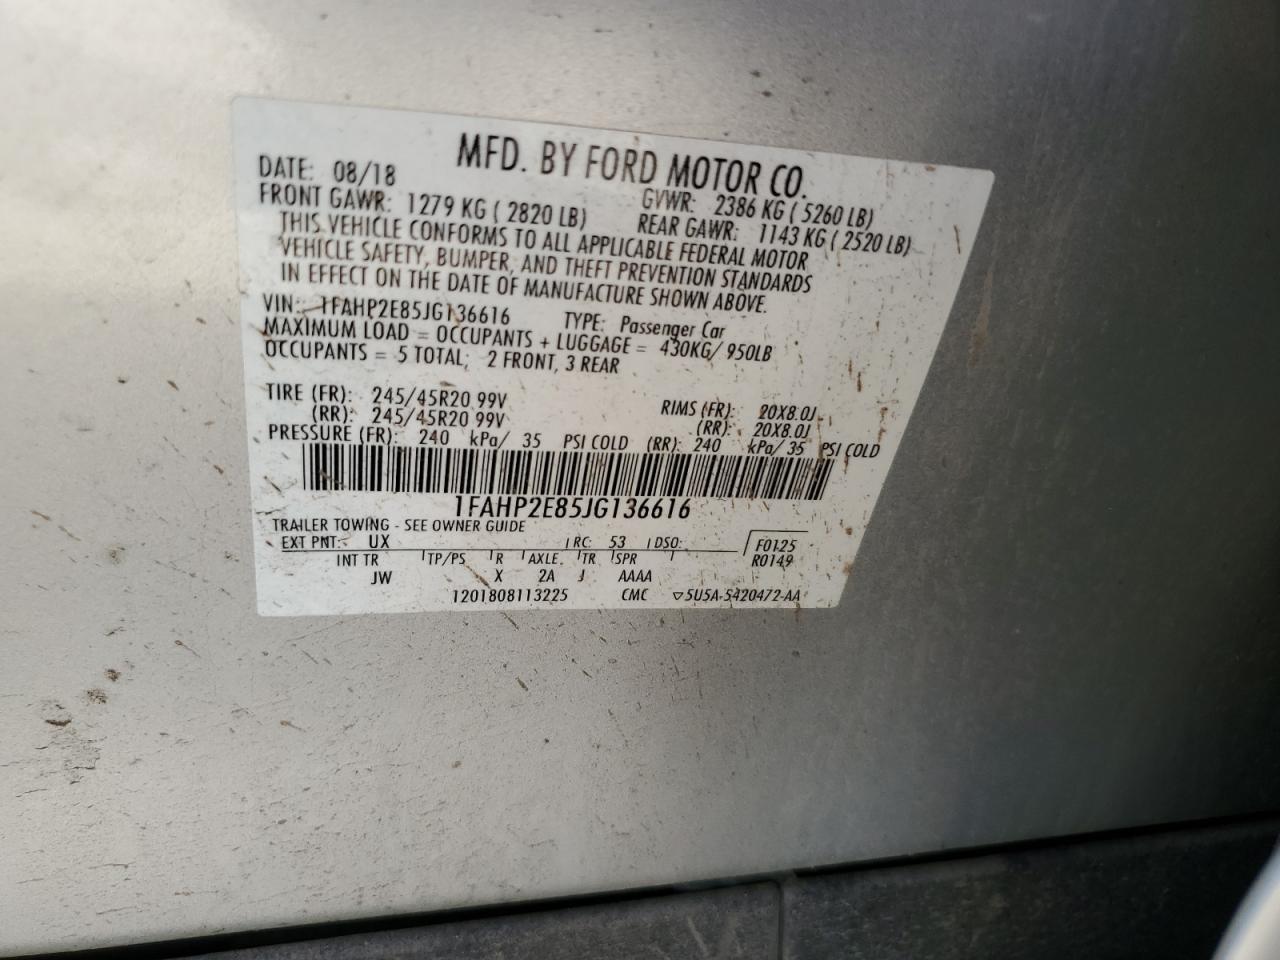 MFD. BY FORD MOTOR CO.
DATE: 08/18 GVWR: 2386 KG ( 5260 LB)
FRONT GAWR: 1279 KG ( 2820 LB) REAR GAWR: 1143 KG ( 2520 LB)
THIS VEHICLE CONFORMS TO ALL APPLICABLE FEDERAL MOTOR
VEHICLE SAFETY, BUMPER, AND THEFT PREVENTION STANDARDS
IN EFFECT ON THE DATE OF MANUFACTURE SHOWN ABOVE.
VIN: 1FAHP2E85JG136616 TYPE: Passenger Car
MAXIMUM LOAD = OCCUPANTS + LUGGAGE = 430KG/ 950LB
OCCUPANTS = 5 TOTAL; 2 FRONT, 3 REAR
TIRE (FR): 245/45R20 99V RIMS (FR): 20X8.0J
(RR): 245/45R20 99V (RR): 20X8.0J
PRESSURE (FR): 240 kPa/ 35 PSI COLD (RR): 240 kPa/ 35 PSI COLD
1FAHP2E85JG136616
TRAILER TOWING - SEE OWNER GUIDE
EXT PNT: UX RC: 53 DSO: F0125
INT TR TP/PS R AXLE TR SPR R0149
JW X 2A J AAAA
1201808113225 CMC ▽5U5A-5420472-AA